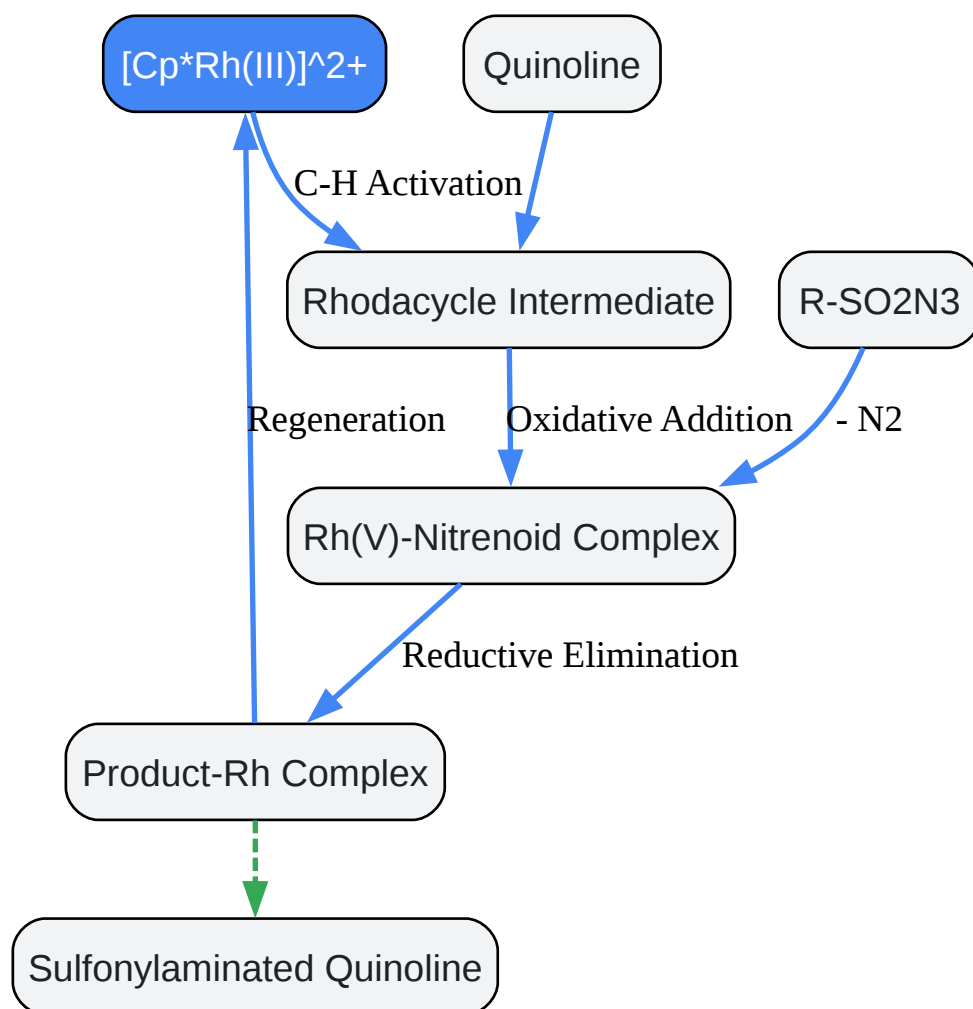 [Cp*Rh(III)]^2+
Quinoline
C-H Activation
Rhodacycle Intermediate
R-SO2N3
Regeneration
Oxidative Addition
- N2
Rh(V)-Nitrenoid Complex
Reductive Elimination
Product-Rh Complex
Sulfonylaminated Quinoline